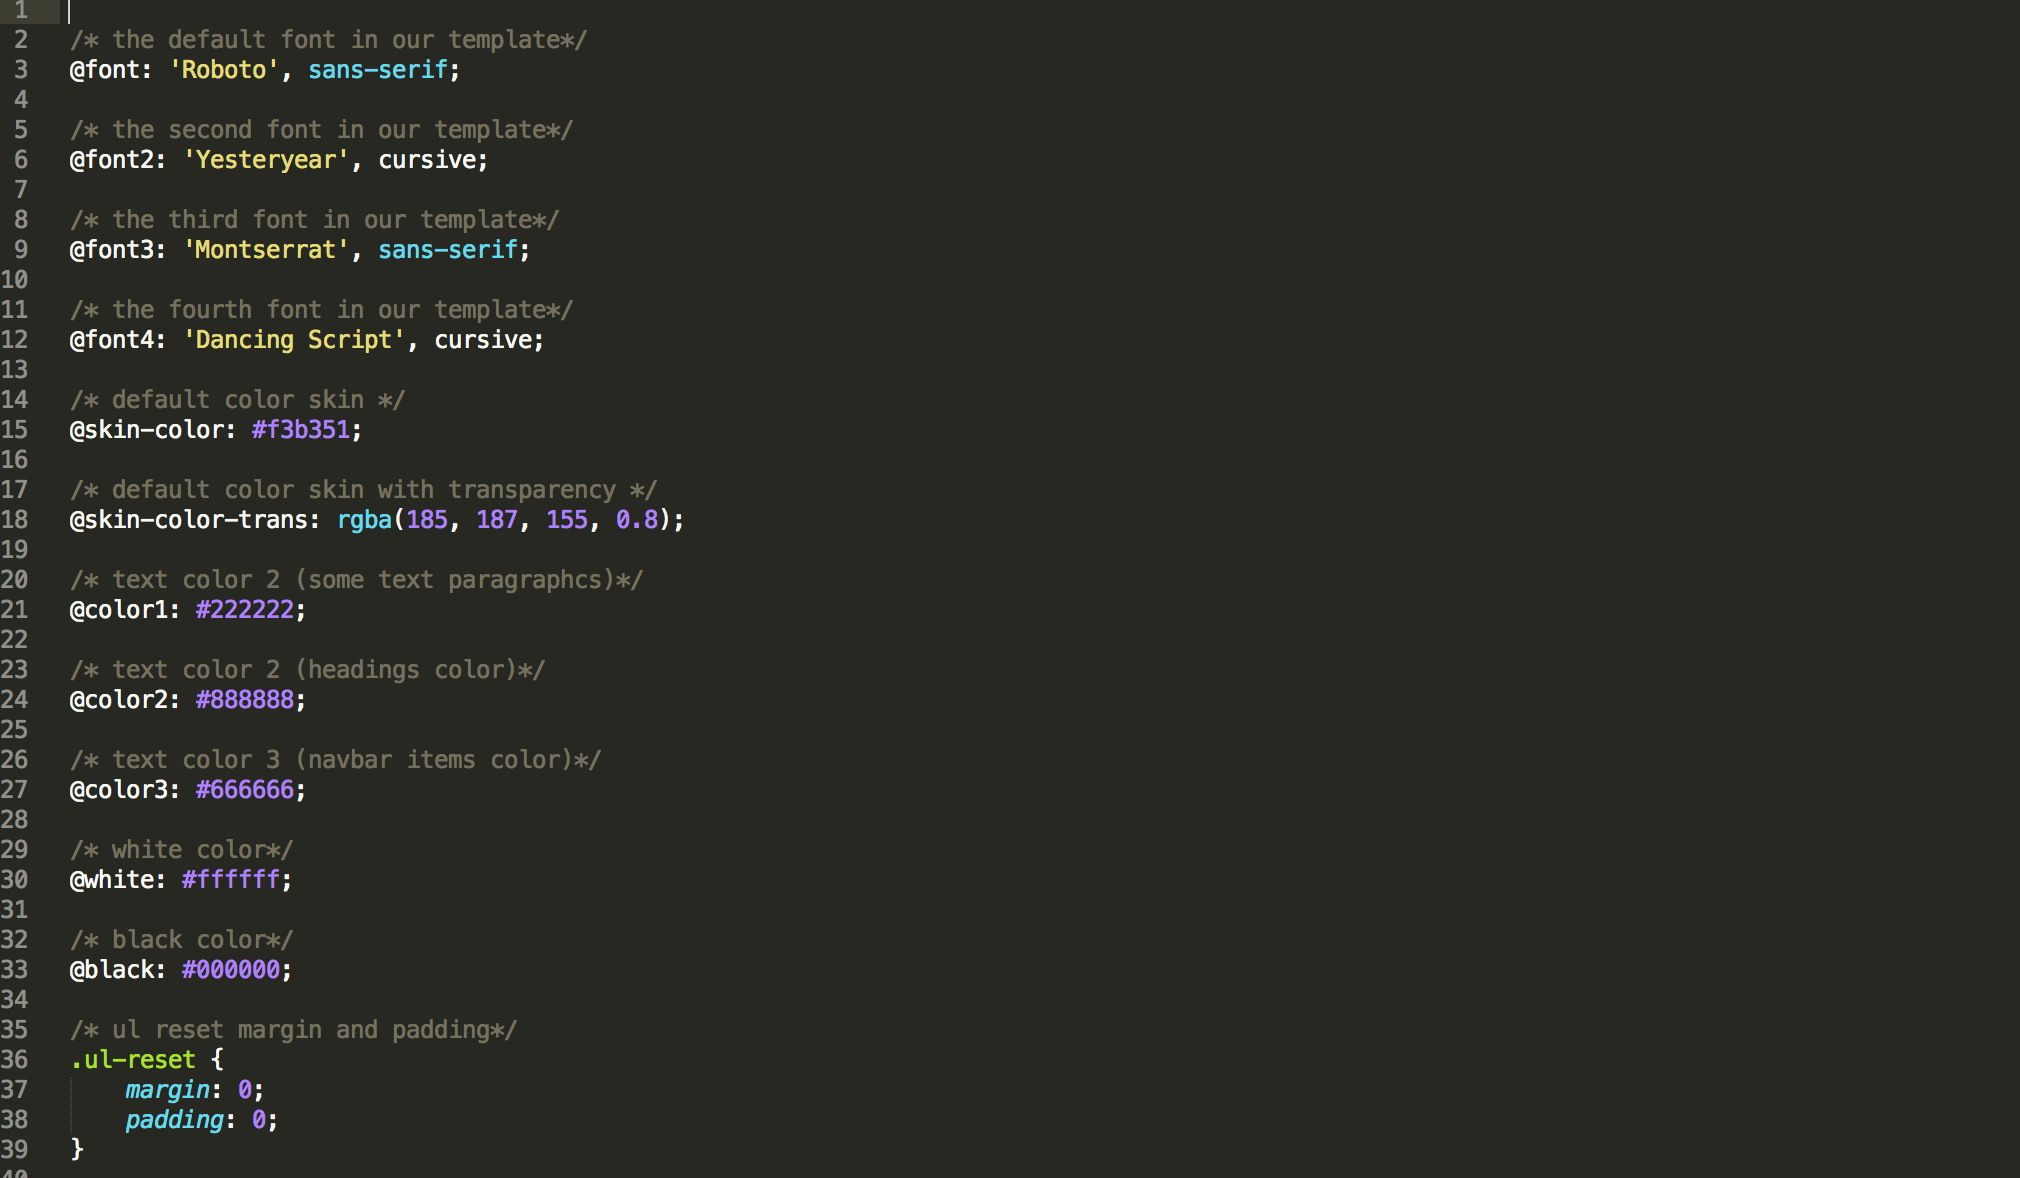 1
2 /* the default font in our template*/
3 @font: 'Roboto', sans-serif;
4
5 /* the second font in our template*/
6 @font2: 'Yesteryear', cursive;
7
8 /* the third font in our template*/
9 @font3: 'Montserrat', sans-serif;
10
11 /* the fourth font in our template*/
12 @font4: 'Dancing Script', cursive;
13
14 /* default color skin */
15 @skin-color: #f3b351;
16
17 /* default color skin with transparency */
18 @skin-color-trans: rgba(185, 187, 155, 0.8);
19
20 /* text color 2 (some text paragraphcs)*/
21 @color1: #222222;
22
23 /* text color 2 (headings color)*/
24 @color2: #888888;
25
26 /* text color 3 (navbar items color)*/
27 @color3: #666666;
28
29 /* white color*/
30 @white: #ffffff;
31
32 /* black color*/
33 @black: #000000;
34
35 /* ul reset margin and padding*/
36 .ul-reset {
37     margin: 0;
38     padding: 0;
39 }
40